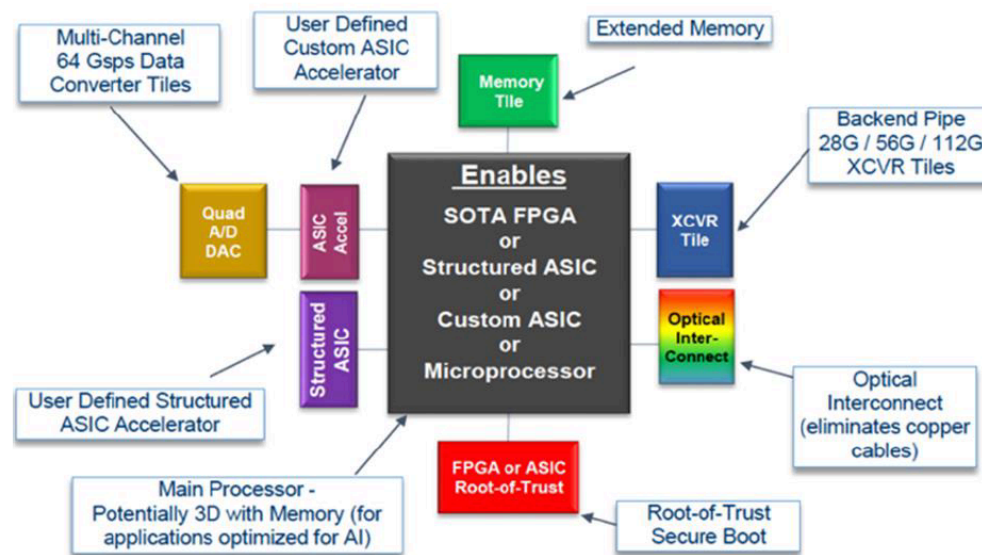 Multi-Channel
64 Gsps Data
Converter Tiles
User Defined
Custom ASIC
Accelerator
Extended Memory
Memory
Tile
Backend Pipe
28G / 56G / 112G
XCVR Tiles
Quad
A/D
DAC
ASIC
Accel
Enables
SOTA FPGA
or
Structured ASIC
or
Custom ASIC
or
Microprocessor
XCVR
Tile
Structured
ASIC
Optical
Inter-
Connect
User Defined Structured
ASIC Accelerator
Optical
Interconnect
(eliminates copper
cables)
FPGA or ASIC
Root-of-Trust
Main Processor -
Potentially 3D with Memory (for
applications optimized for AI)
Root-of-Trust
Secure Boot